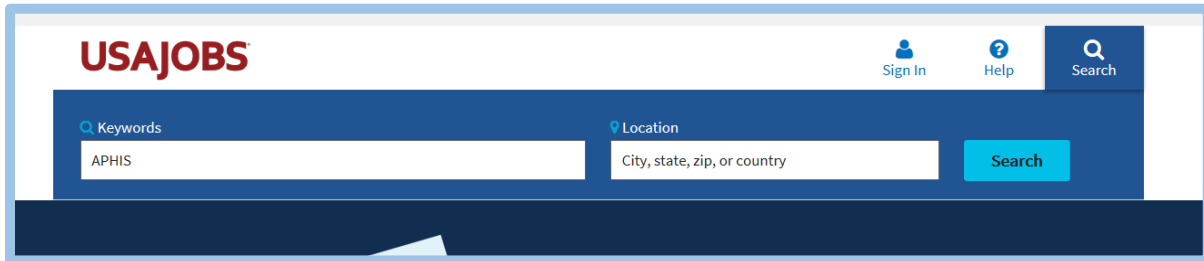 USAJOBS
Sign In
Help
Search
Keywords
Location
APHIS
City, state, zip, or country
Search